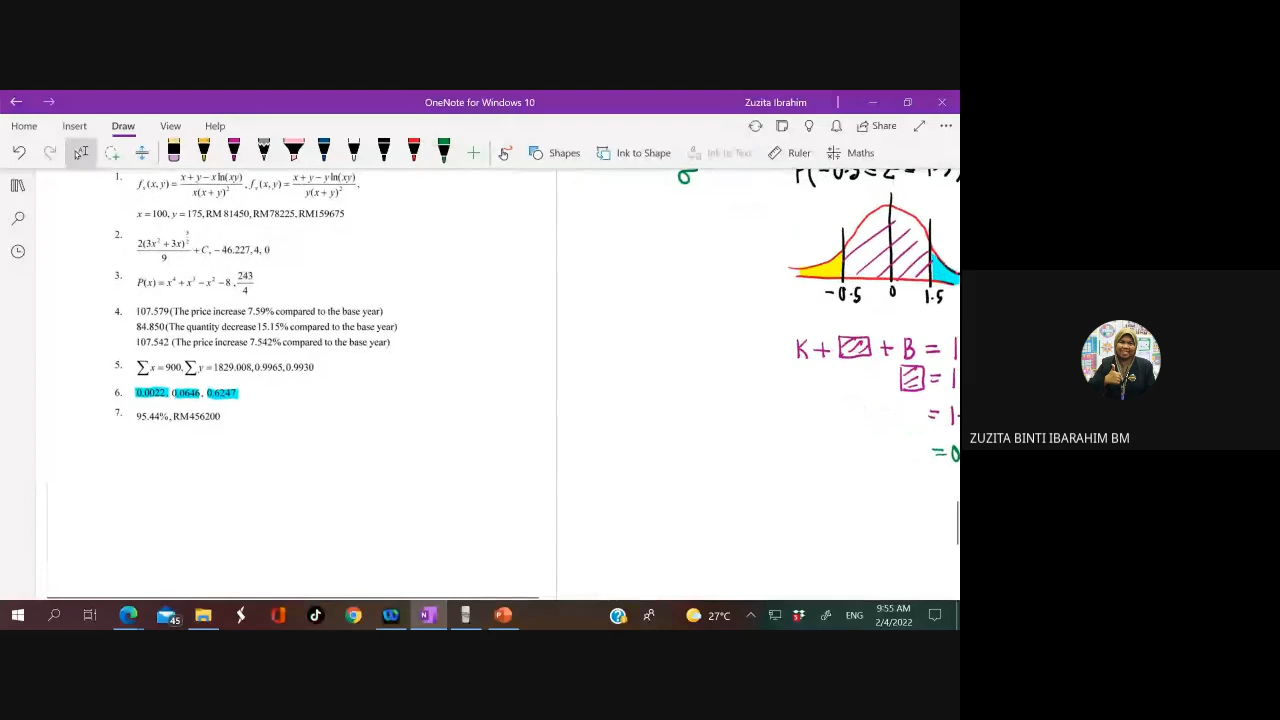 OneNote for Windows 10
Zuzita Ibrahim
Home Insert Draw View Help
Share
Shapes Ink to Shape Ink to Text Ruler Maths
1. fₓ(x, y) = (x + y − x ln(xy)) / (x(x + y)²), fᵧ(x, y) = (x + y − y ln(xy)) / (y(x + y)²),
x = 100, y = 175, RM 81450, RM78225, RM159675
2. 2(3x² + 3x)^(3/2) / 9 + C, − 46.227, 4, 0
3. P(x) = x⁴ + x³ − x² − 8, 243/4
4. 107.579 (The price increase 7.59% compared to the base year)
84.850 (The quantity decrease 15.15% compared to the base year)
107.542 (The price increase 7.542% compared to the base year)
5. ∑x = 900, ∑y = 1829.008, 0.9965, 0.9930
6. 0.0022, 0.0646, 0.6247
7. 95.44%, RM456200
σ
-0.5 0 1.5
K + + B = 1
= 1
= 1-
= 0
ZUZITA BINTI IBARAHIM BM
45
27°C
ENG
9:55 AM
2/4/2022